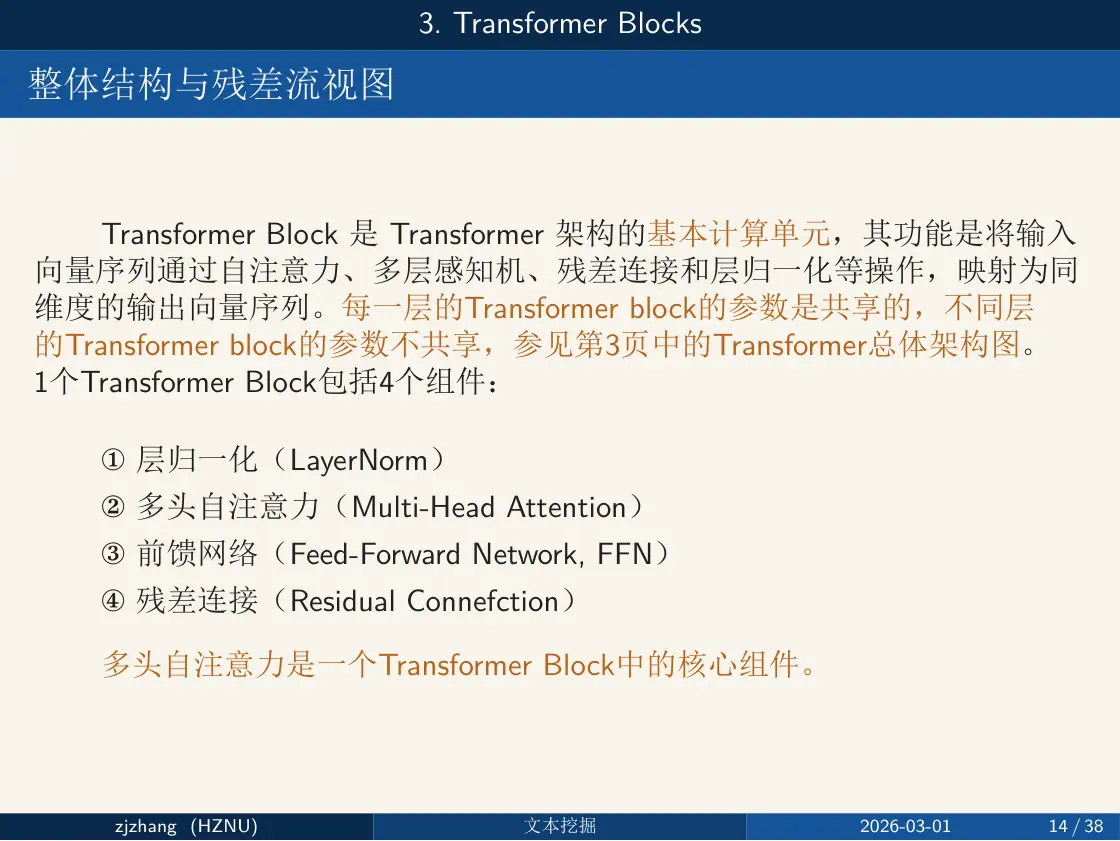 3. Transformer Blocks
整体结构与残差流视图
Transformer Block 是 Transformer 架构的基本计算单元，其功能是将输入
向量序列通过自注意力、多层感知机、残差连接和层归一化等操作，映射为同
维度的输出向量序列。每一层的Transformer block的参数是共享的，不同层
的Transformer block的参数不共享，参见第3页中的Transformer总体架构图。
1个Transformer Block包括4个组件：
① 层归一化（LayerNorm）
② 多头自注意力（Multi-Head Attention）
③ 前馈网络（Feed-Forward Network, FFN）
④ 残差连接（Residual Connefction）
多头自注意力是一个Transformer Block中的核心组件。
zjzhang (HZNU) 文本挖掘 2026-03-01 14 / 38